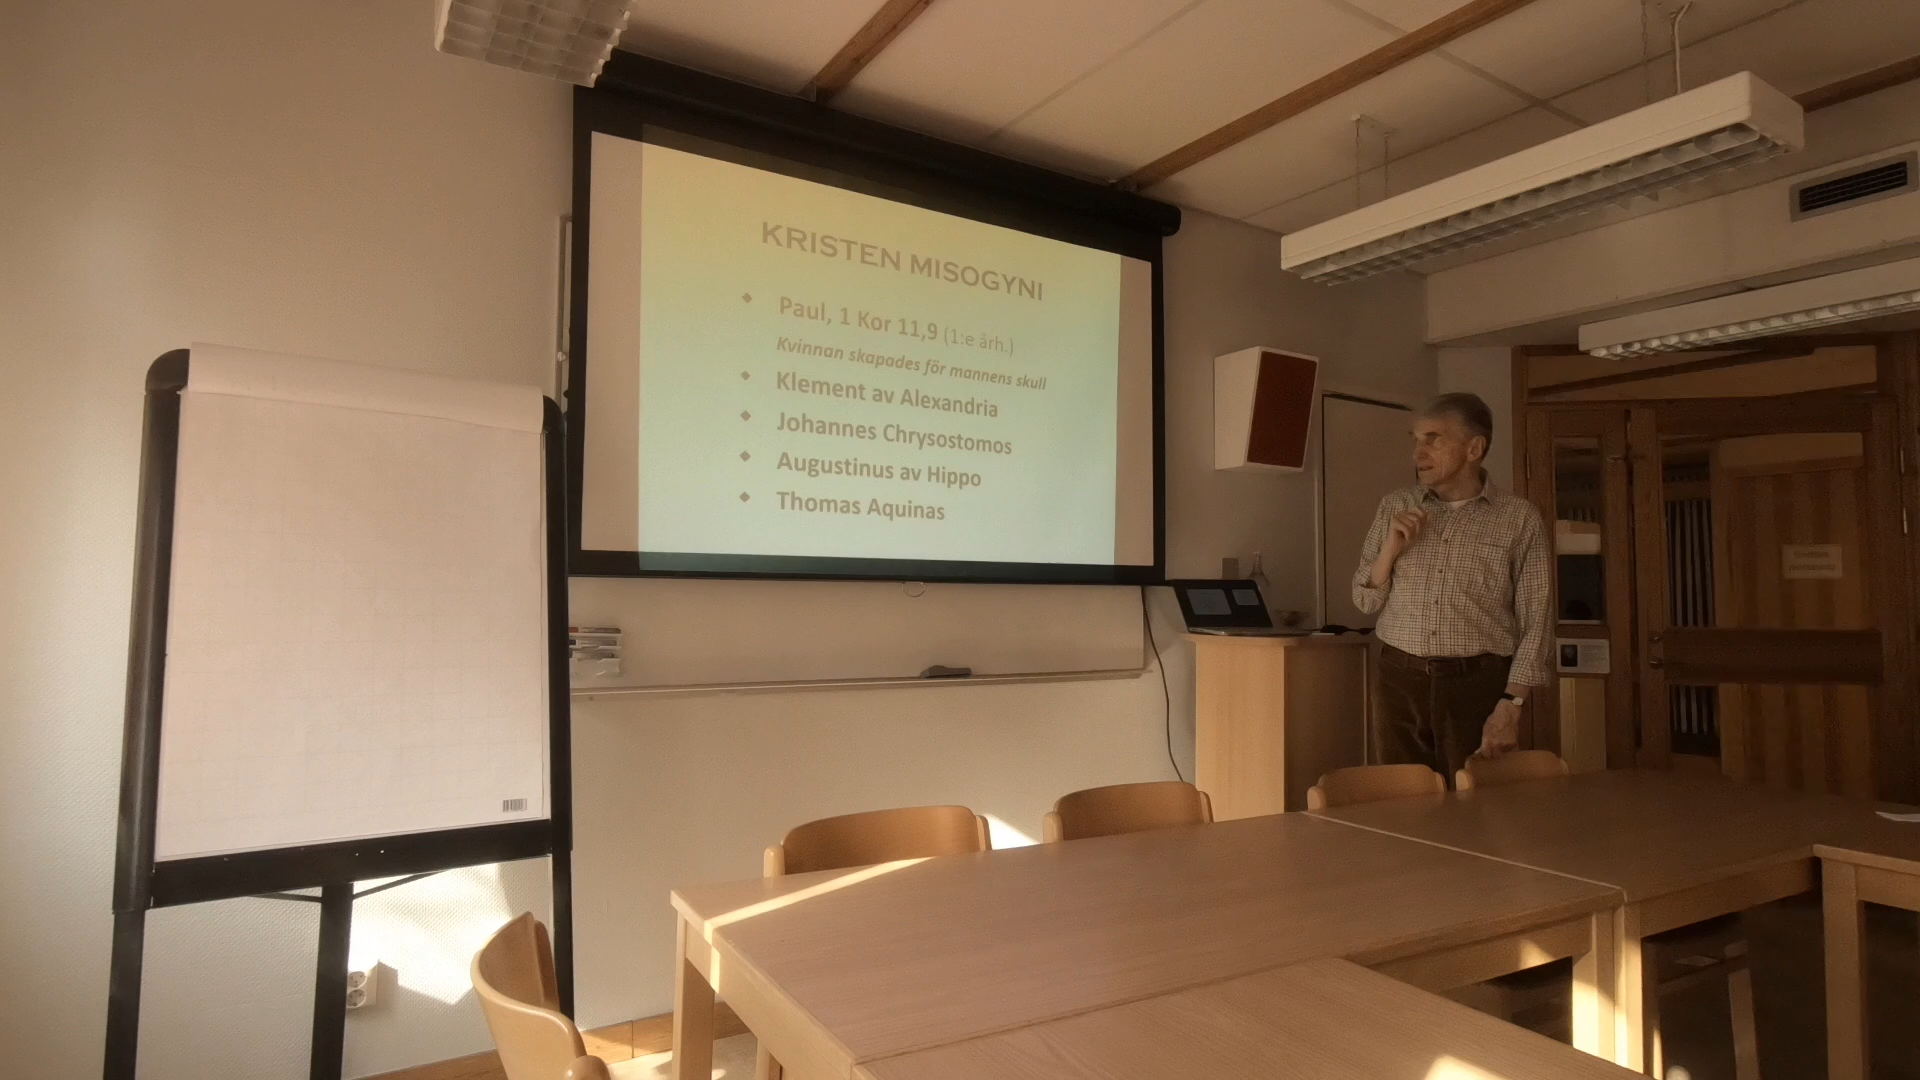 KRISTEN MISOGYNI
Paul, 1 Kor 11,9 (1:e årh.)
Kvinnan skapades för mannens skull
Klement av Alexandria
Johannes Chrysostomos
Augustinus av Hippo
Thomas Aquinas